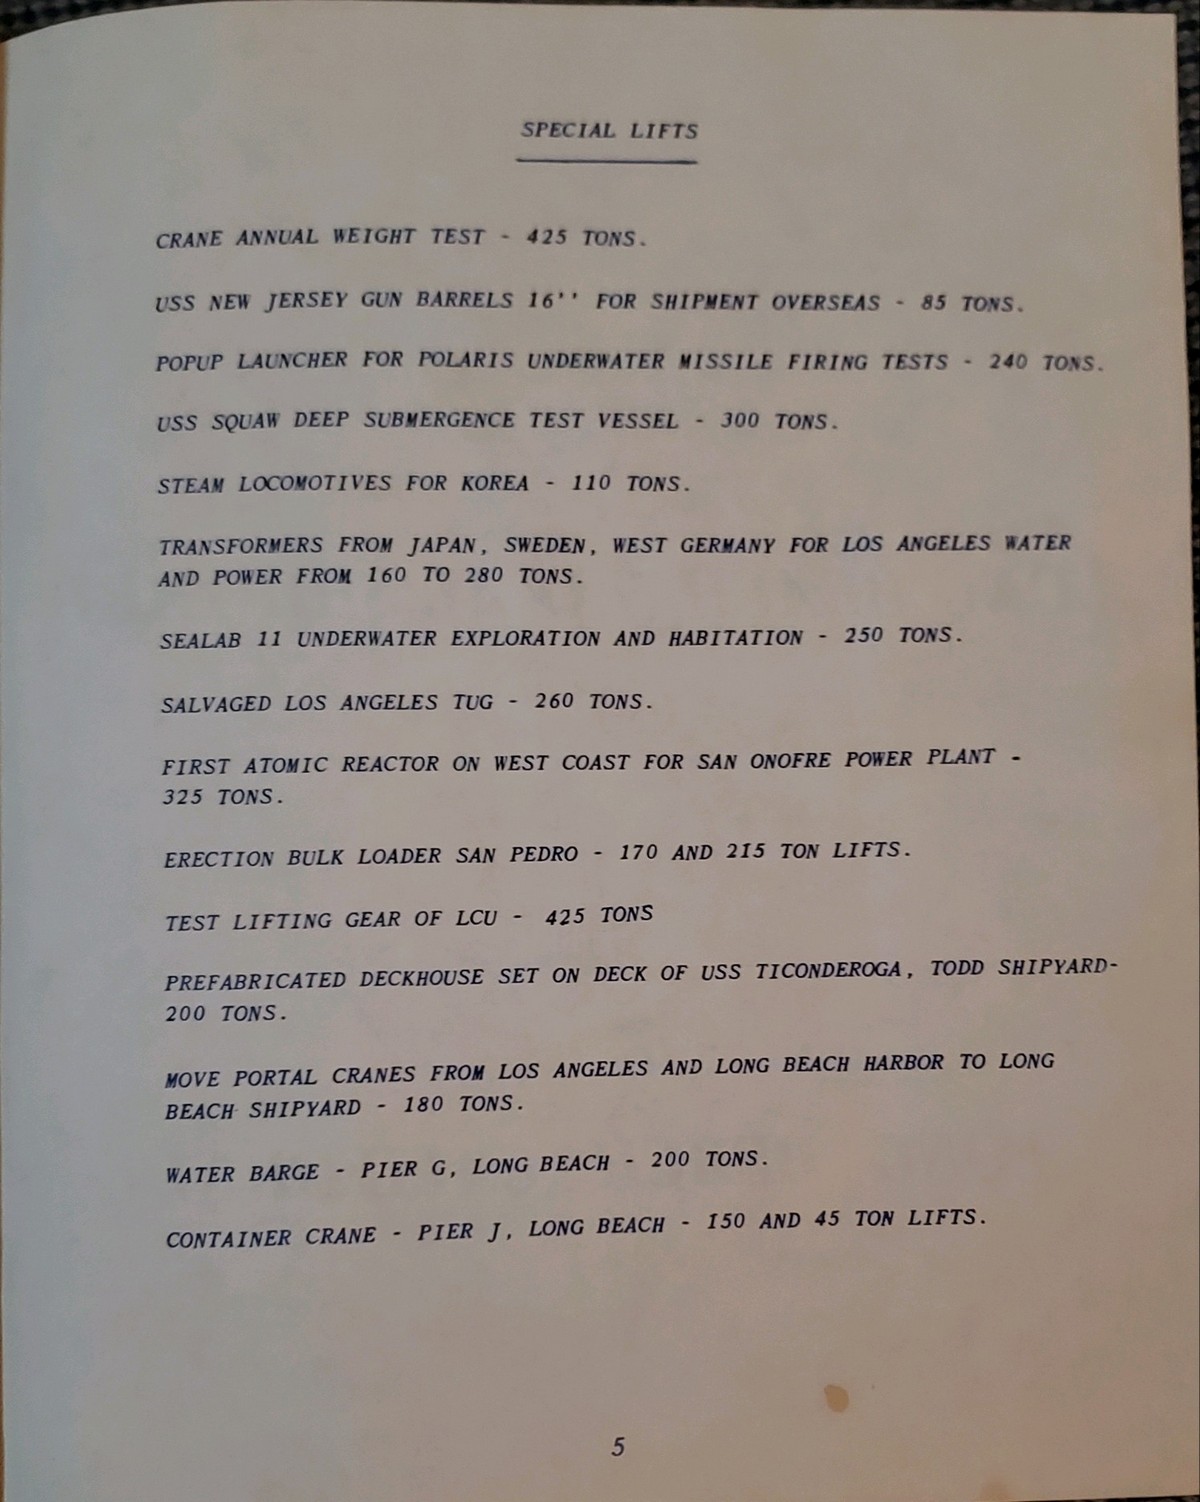 SPECIAL LIFTS
CRANE ANNUAL WEIGHT TEST - 425 TONS.
USS NEW JERSEY GUN BARRELS 16'' FOR SHIPMENT OVERSEAS - 85 TONS.
POPUP LAUNCHER FOR POLARIS UNDERWATER MISSILE FIRING TESTS - 240 TONS.
USS SQUAW DEEP SUBMERGENCE TEST VESSEL - 300 TONS.
STEAM LOCOMOTIVES FOR KOREA - 110 TONS.
TRANSFORMERS FROM JAPAN, SWEDEN, WEST GERMANY FOR LOS ANGELES WATER
AND POWER FROM 160 TO 280 TONS.
SEALAB 11 UNDERWATER EXPLORATION AND HABITATION - 250 TONS.
SALVAGED LOS ANGELES TUG - 260 TONS.
FIRST ATOMIC REACTOR ON WEST COAST FOR SAN ONOFRE POWER PLANT -
325 TONS.
ERECTION BULK LOADER SAN PEDRO - 170 AND 215 TON LIFTS.
TEST LIFTING GEAR OF LCU - 425 TONS
PREFABRICATED DECKHOUSE SET ON DECK OF USS TICONDEROGA, TODD SHIPYARD-
200 TONS.
MOVE PORTAL CRANES FROM LOS ANGELES AND LONG BEACH HARBOR TO LONG
BEACH SHIPYARD - 180 TONS.
WATER BARGE - PIER G, LONG BEACH - 200 TONS.
CONTAINER CRANE - PIER J, LONG BEACH - 150 AND 45 TON LIFTS.
5